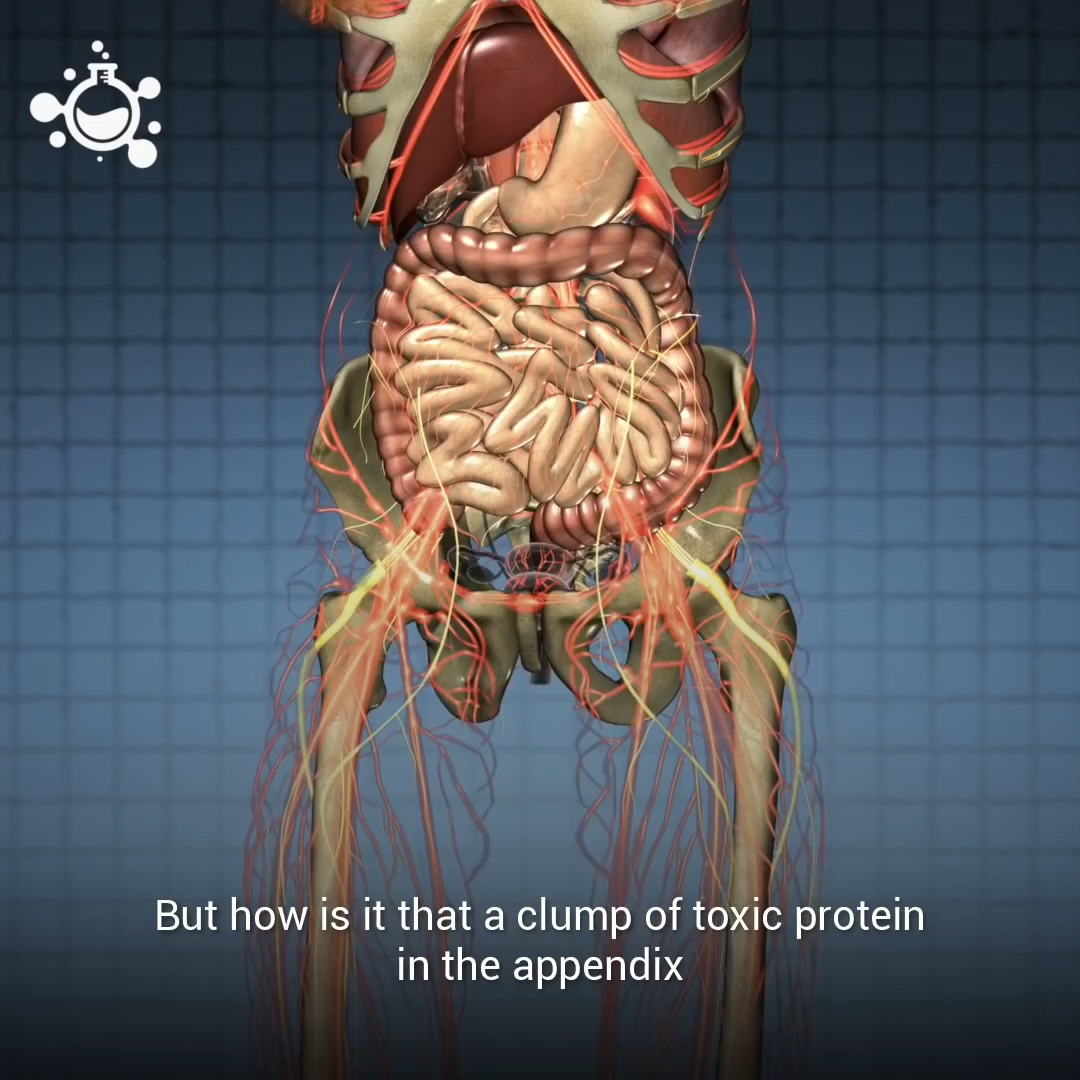 But how is it that a clump of toxic protein
in the appendix